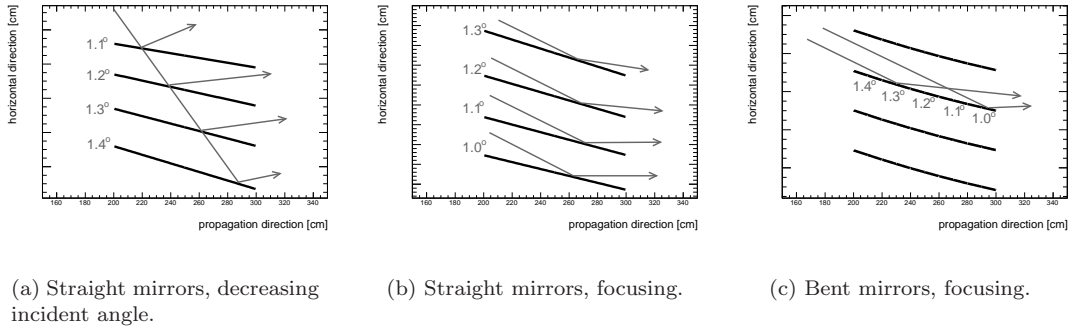 horizontal direction [cm]
1.1°
1.2°
1.3°
1.4°
160 180 200 220 240 260 280 300 320 340
propagation direction [cm]
horizontal direction [cm]
1.3°
1.2°
1.1°
1.0°
160 180 200 220 240 260 280 300 320 340
propagation direction [cm]
horizontal direction [cm]
1.4°
1.3°
1.2°
1.1°
1.0°
160 180 200 220 240 260 280 300 320 340
propagation direction [cm]
(a) Straight mirrors, decreasing
incident angle.
(b) Straight mirrors, focusing.
(c) Bent mirrors, focusing.